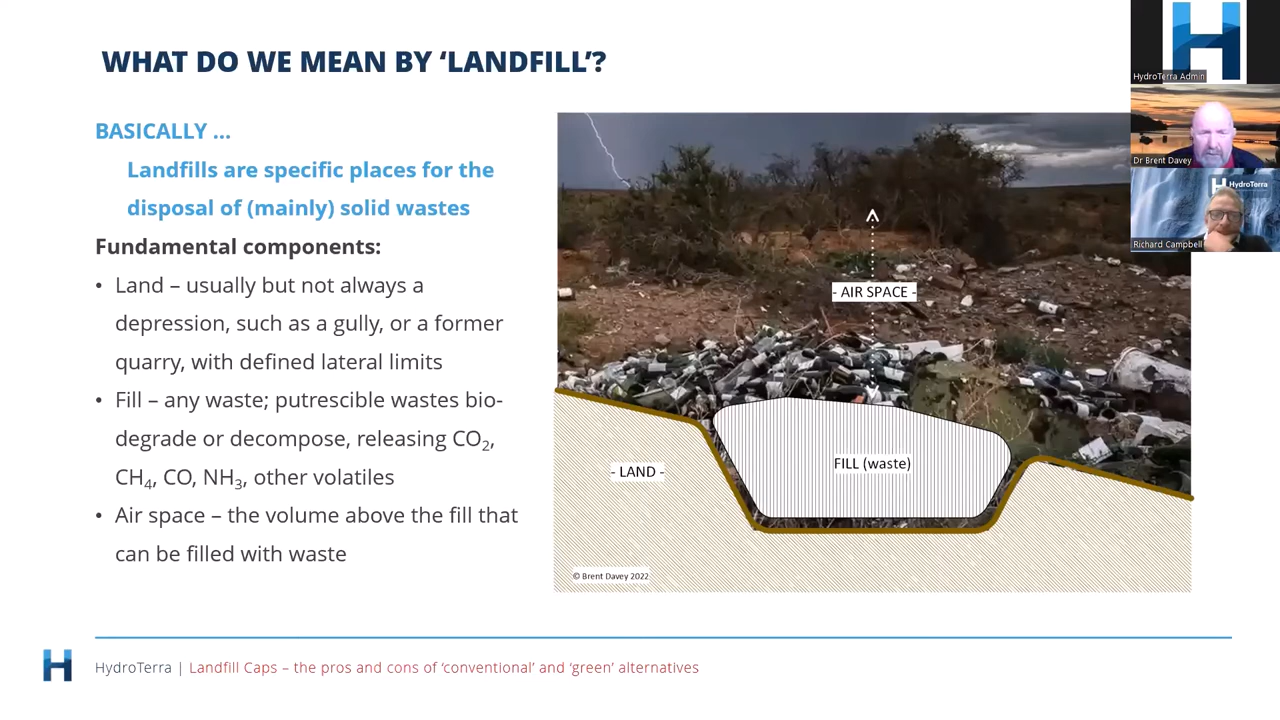 WHAT DO WE MEAN BY ‘LANDFILL’?
BASICALLY ...
Landfills are specific places for the
disposal of (mainly) solid wastes
Fundamental components:
• Land – usually but not always a
depression, such as a gully, or a former
quarry, with defined lateral limits
• Fill – any waste; putrescible wastes bio-
degrade or decompose, releasing CO₂,
CH₄, CO, NH₃, other volatiles
• Air space – the volume above the fill that
can be filled with waste
- AIR SPACE -
- LAND -
FILL (waste)
© Brent Davey 2022
HydroTerra Admin
Dr Brent Davey
HydroTerra
Richard Campbell
HydroTerra | Landfill Caps – the pros and cons of ‘conventional’ and ‘green’ alternatives